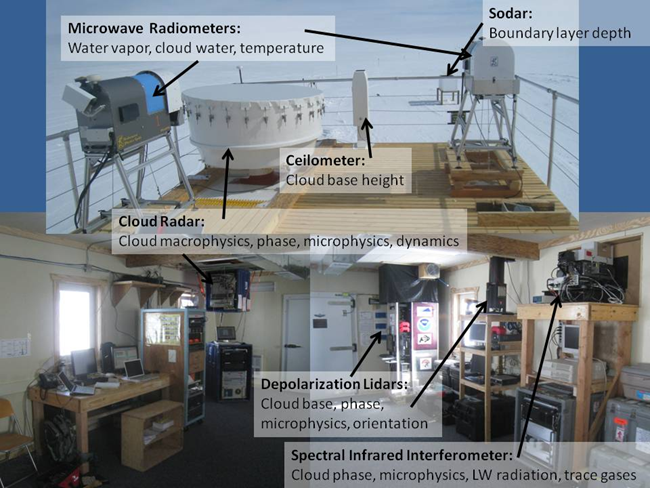 Microwave Radiometers:
Water vapor, cloud water, temperature
Sodar:
Boundary layer depth
Ceilometer:
Cloud base height
Cloud Radar:
Cloud macrophysics, phase, microphysics, dynamics
Depolarization Lidars:
Cloud base, phase,
microphysics, orientation
Spectral Infrared Interferometer:
Cloud phase, microphysics, LW radiation, trace gases